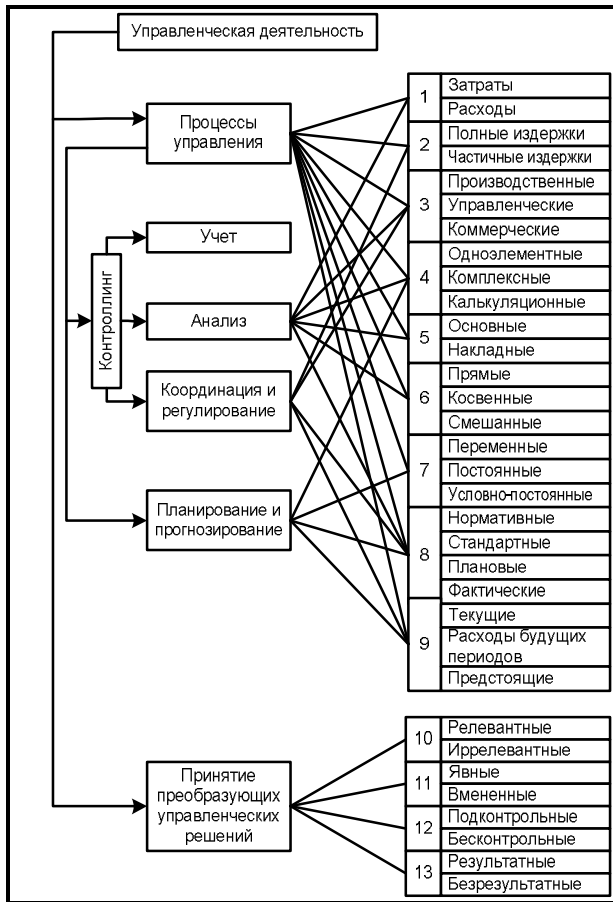 Управленческая деятельность
Процессы
управления
Учет
Контроллинг
Анализ
Координация и
регулирование
Планирование и
прогнозирование
Принятие
преобразующих
управленческих
решений
1
Затраты
Расходы
2
Полные издержки
Частичные издержки
3
Производственные
Управленческие
Коммерческие
4
Одноэлементные
Комплексные
Калькуляционные
5
Основные
Накладные
6
Прямые
Косвенные
Смешанные
7
Переменные
Постоянные
Условно-постоянные
8
Нормативные
Стандартные
Плановые
Фактические
9
Текущие
Расходы будущих
периодов
Предстоящие
10
Релевантные
Иррелевантные
11
Явные
Вмененные
12
Подконтрольные
Бесконтрольные
13
Результатные
Безрезультатные